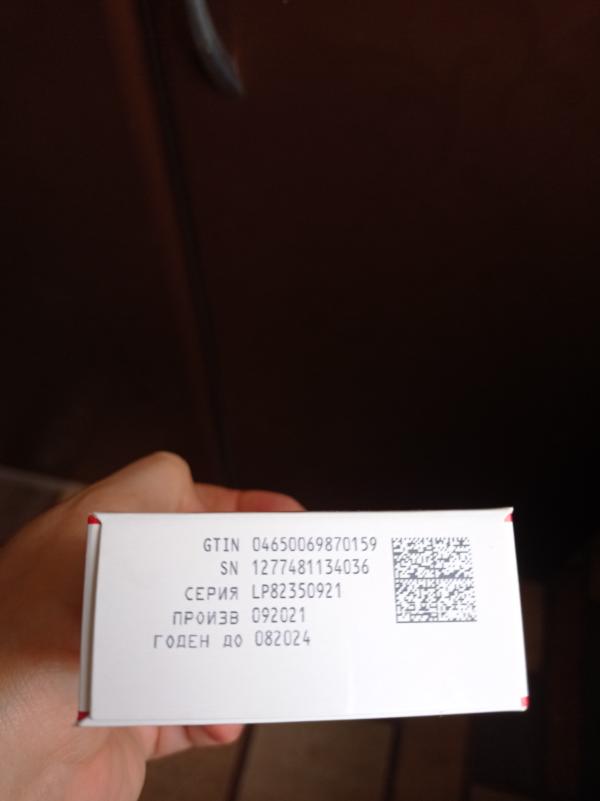 GTIN 04650069870159
SN 1277481134036
СЕРИЯ LP82350921
ПРОИЗВ 092021
ГОДЕН ДО 082024